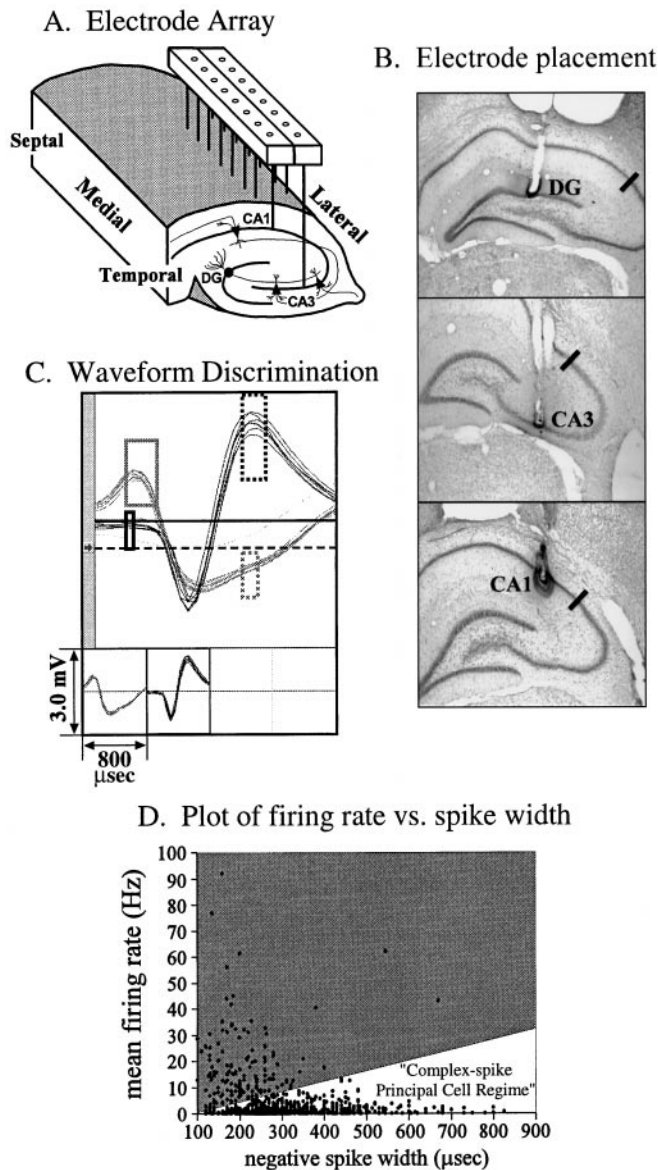 A. Electrode Array
Septal
Medial
Temporal
Lateral
CA1
DG
CA3
B. Electrode placement
DG
CA3
CA1
C. Waveform Discrimination
3.0 mV
800
μsec
D. Plot of firing rate vs. spike width
mean firing rate (Hz)
100
90
80
70
60
50
40
30
20
10
0
"Complex-spike
Principal Cell Regime"
100 200 300 400 500 600 700 800 900
negative spike width (μsec)